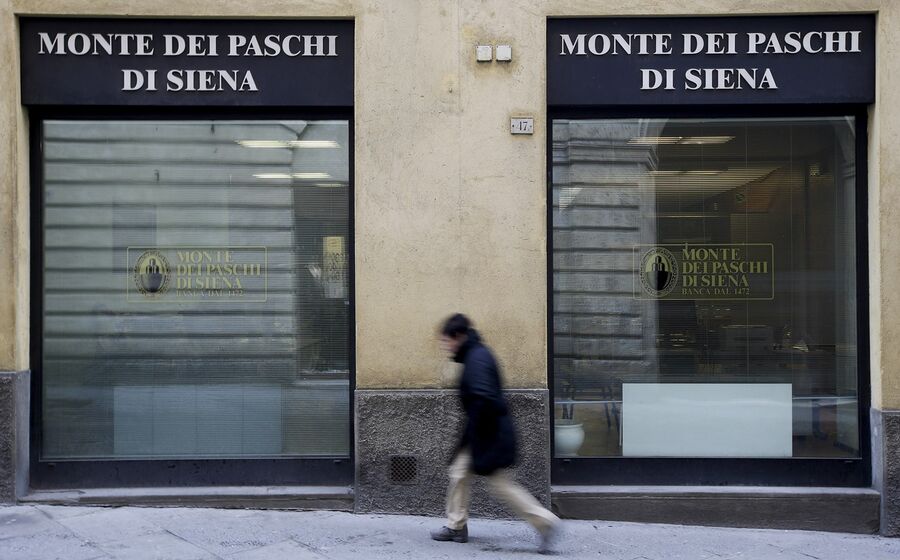 MONTE DEI PASCHI
DI SIENA
MONTE DEI PASCHI
DI SIENA
47
MONTE
DEI PASCHI
DI SIENA
BANCA DAL 1472
MONTE
DEI PASCHI
DI SIENA
BANCA DAL 1472